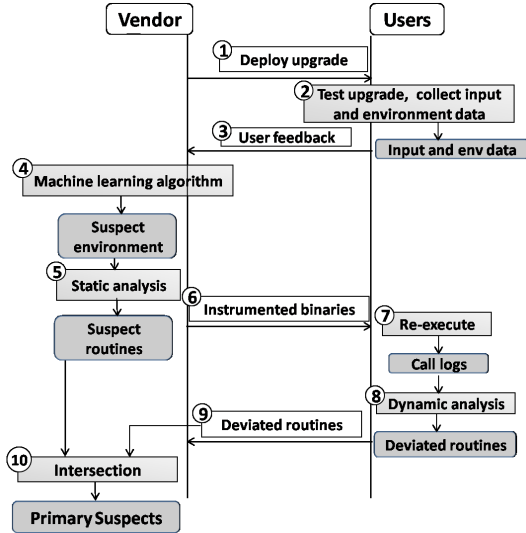 Vendor
Users
1
Deploy upgrade
2
Test upgrade, collect input
and environment data
3
User feedback
Input and env data
4
Machine learning algorithm
Suspect
environment
5
Static analysis
6
Instrumented binaries
7
Re-execute
Suspect
routines
Call logs
8
Dynamic analysis
9
Deviated routines
Deviated routines
10
Intersection
Primary Suspects